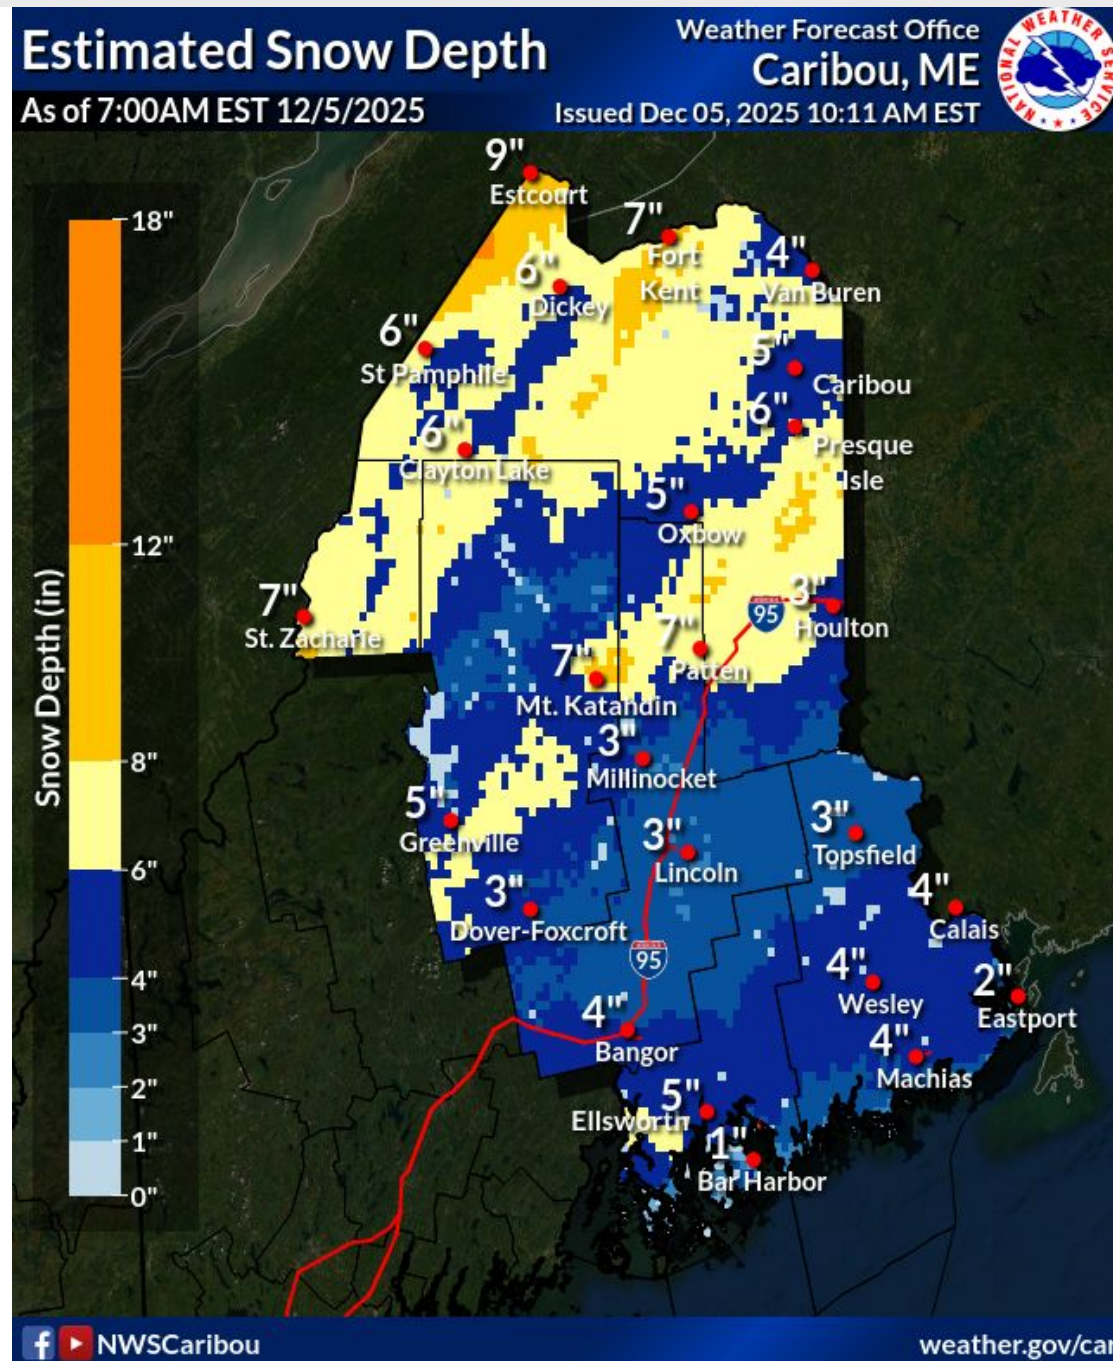 Estimated Snow Depth
As of 7:00AM EST 12/5/2025
Weather Forecast Office
Caribou, ME
Issued Dec 05, 2025 10:11 AM EST
NATIONAL WEATHER SERVICE
Snow Depth (in)
18"
12"
8"
6"
4"
3"
2"
1"
0"
9"
Estcourt
7"
Fort
Kent
4"
Van Buren
6"
Dickey
6"
St Pamphile
5"
Caribou
6"
Presque
Isle
6"
Clayton Lake
5"
Oxbow
7"
St. Zacharie
95
3"
Houlton
7"
Patten
7"
Mt. Katahdin
3"
Millinocket
5"
Greenville
3"
Lincoln
3"
Topsfield
3"
Dover-Foxcroft
4"
Calais
95
4"
Wesley
2"
Eastport
4"
Bangor
4"
Machias
5"
Ellsworth
1"
Bar Harbor
NWSCaribou
weather.gov/car